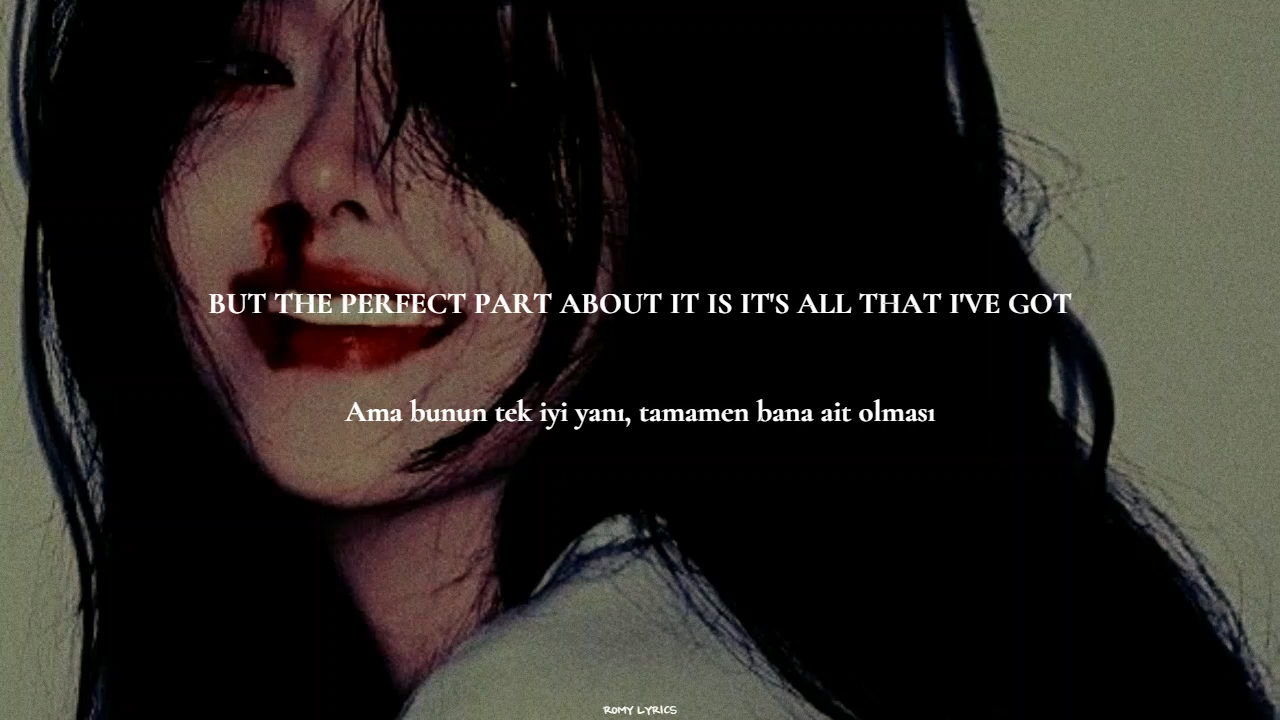 BUT THE PERFECT PART ABOUT IT IS IT'S ALL THAT I'VE GOT
Ama bunun tek iyi yanı, tamamen bana ait olması
ROMY LYRICS